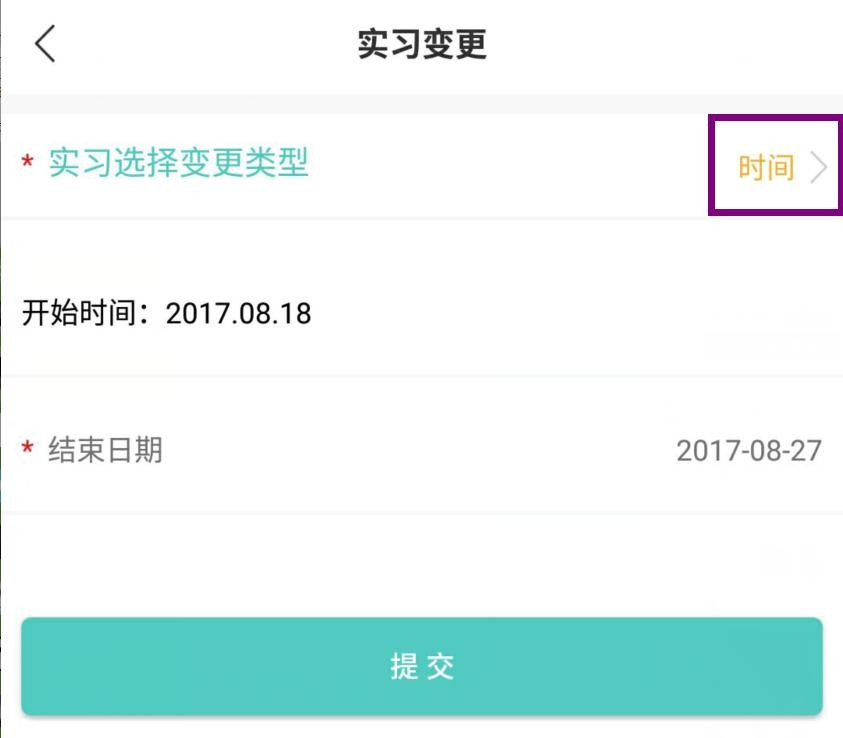 实习变更
* 实习选择变更类型 时间
开始时间：2017.08.18
* 结束日期 2017-08-27
提交